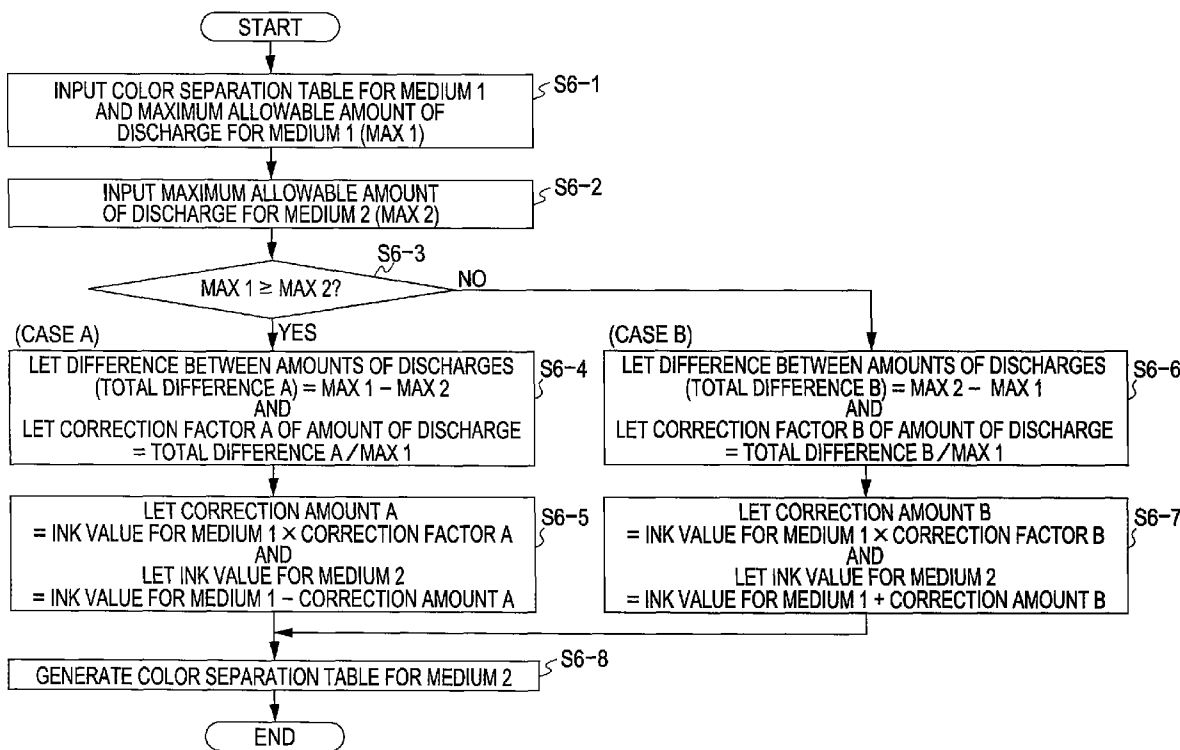 START
INPUT COLOR SEPARATION TABLE FOR MEDIUM 1
AND MAXIMUM ALLOWABLE AMOUNT OF
DISCHARGE FOR MEDIUM 1 (MAX 1)
S6-1
INPUT MAXIMUM ALLOWABLE AMOUNT
OF DISCHARGE FOR MEDIUM 2 (MAX 2)
S6-2
S6-3
MAX 1 ≥ MAX 2?
NO
YES
(CASE A)
LET DIFFERENCE BETWEEN AMOUNTS OF DISCHARGES
(TOTAL DIFFERENCE A) = MAX 1 – MAX 2
AND
LET CORRECTION FACTOR A OF AMOUNT OF DISCHARGE
= TOTAL DIFFERENCE A/MAX 1
S6-4
(CASE B)
LET DIFFERENCE BETWEEN AMOUNTS OF DISCHARGES
(TOTAL DIFFERENCE B) = MAX 2 – MAX 1
AND
LET CORRECTION FACTOR B OF AMOUNT OF DISCHARGE
= TOTAL DIFFERENCE B/MAX 1
S6-6
LET CORRECTION AMOUNT A
= INK VALUE FOR MEDIUM 1 × CORRECTION FACTOR A
AND
LET INK VALUE FOR MEDIUM 2
= INK VALUE FOR MEDIUM 1 – CORRECTION AMOUNT A
S6-5
LET CORRECTION AMOUNT B
= INK VALUE FOR MEDIUM 1 × CORRECTION FACTOR B
AND
LET INK VALUE FOR MEDIUM 2
= INK VALUE FOR MEDIUM 1 + CORRECTION AMOUNT B
S6-7
GENERATE COLOR SEPARATION TABLE FOR MEDIUM 2
S6-8
END